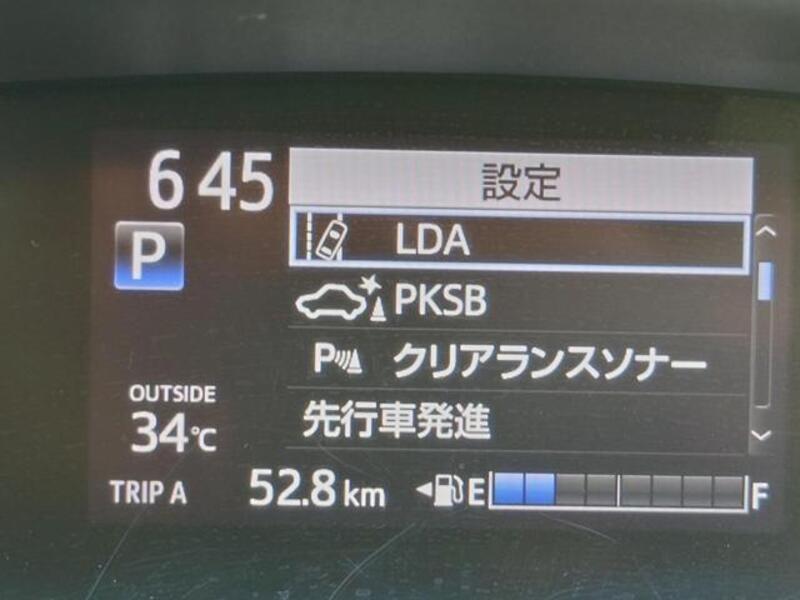 6 45
設定
P
LDA
PKSB
P クリアランスソナー
先行車発進
OUTSIDE
34℃
TRIP A 52.8 km E F